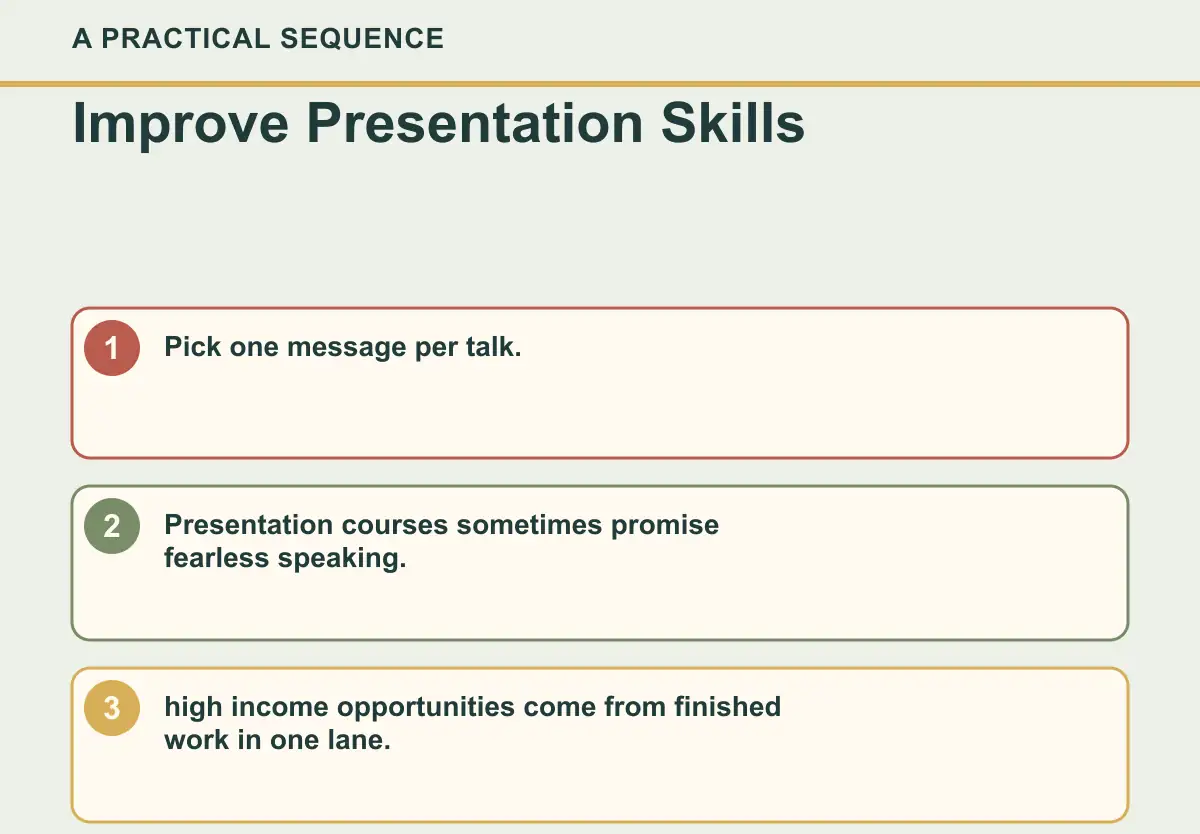 A PRACTICAL SEQUENCE
Improve Presentation Skills
1
Pick one message per talk.
2
Presentation courses sometimes promise
fearless speaking.
3
high income opportunities come from finished
work in one lane.